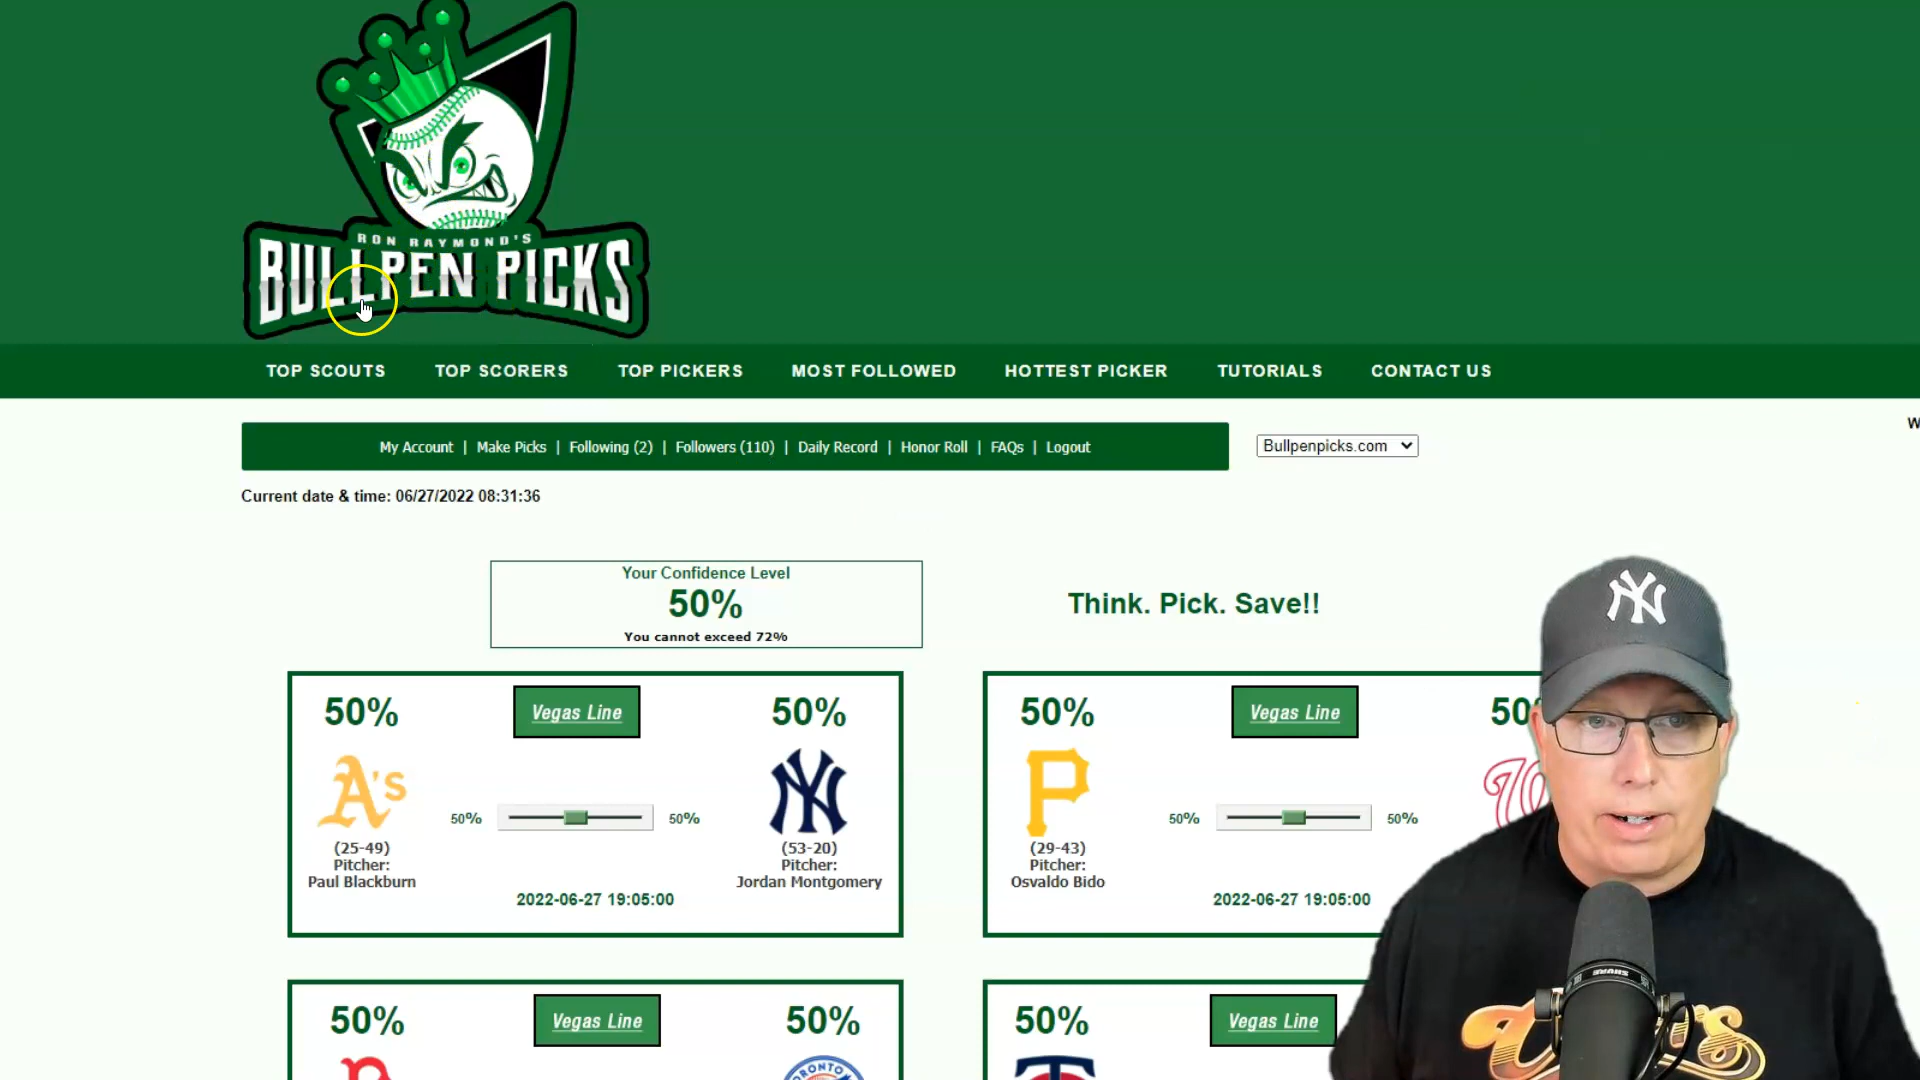 RON RAYMOND'S
BULLPEN PICKS
TOP SCOUTS TOP SCORERS TOP PICKERS MOST FOLLOWED HOTTEST PICKER TUTORIALS CONTACT US
My Account | Make Picks | Following (2) | Followers (110) | Daily Record | Honor Roll | FAQs | Logout
Bullpenpicks.com
Current date & time: 06/27/2022 08:31:36
Your Confidence Level
50%
You cannot exceed 72%
Think. Pick. Save!!
50% Vegas Line 50%
A's NY
50% 50%
(25-49) (53-20)
Pitcher: Pitcher:
Paul Blackburn Jordan Montgomery
2022-06-27 19:05:00
50% Vegas Line
P W
50% 50%
(29-43)
Pitcher:
Osvaldo Bido
2022-06-27 19:05:00
50% Vegas Line 50%
TORONTO
50% Vegas Line
NY
SHURE